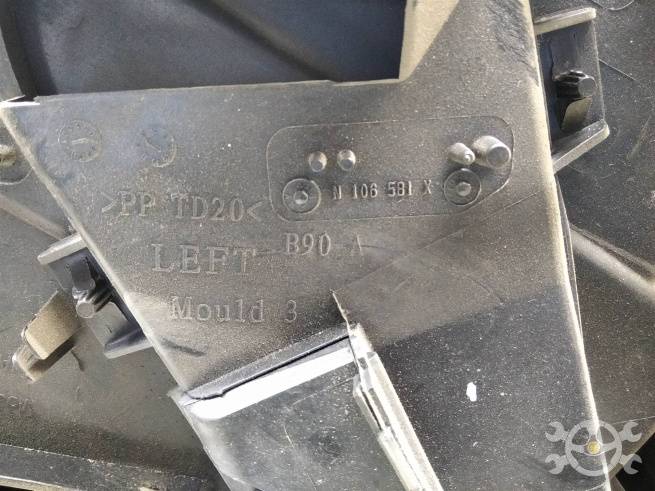 N 106 581 X
>PP TD20<
B90 A
LEFT
Mould 3